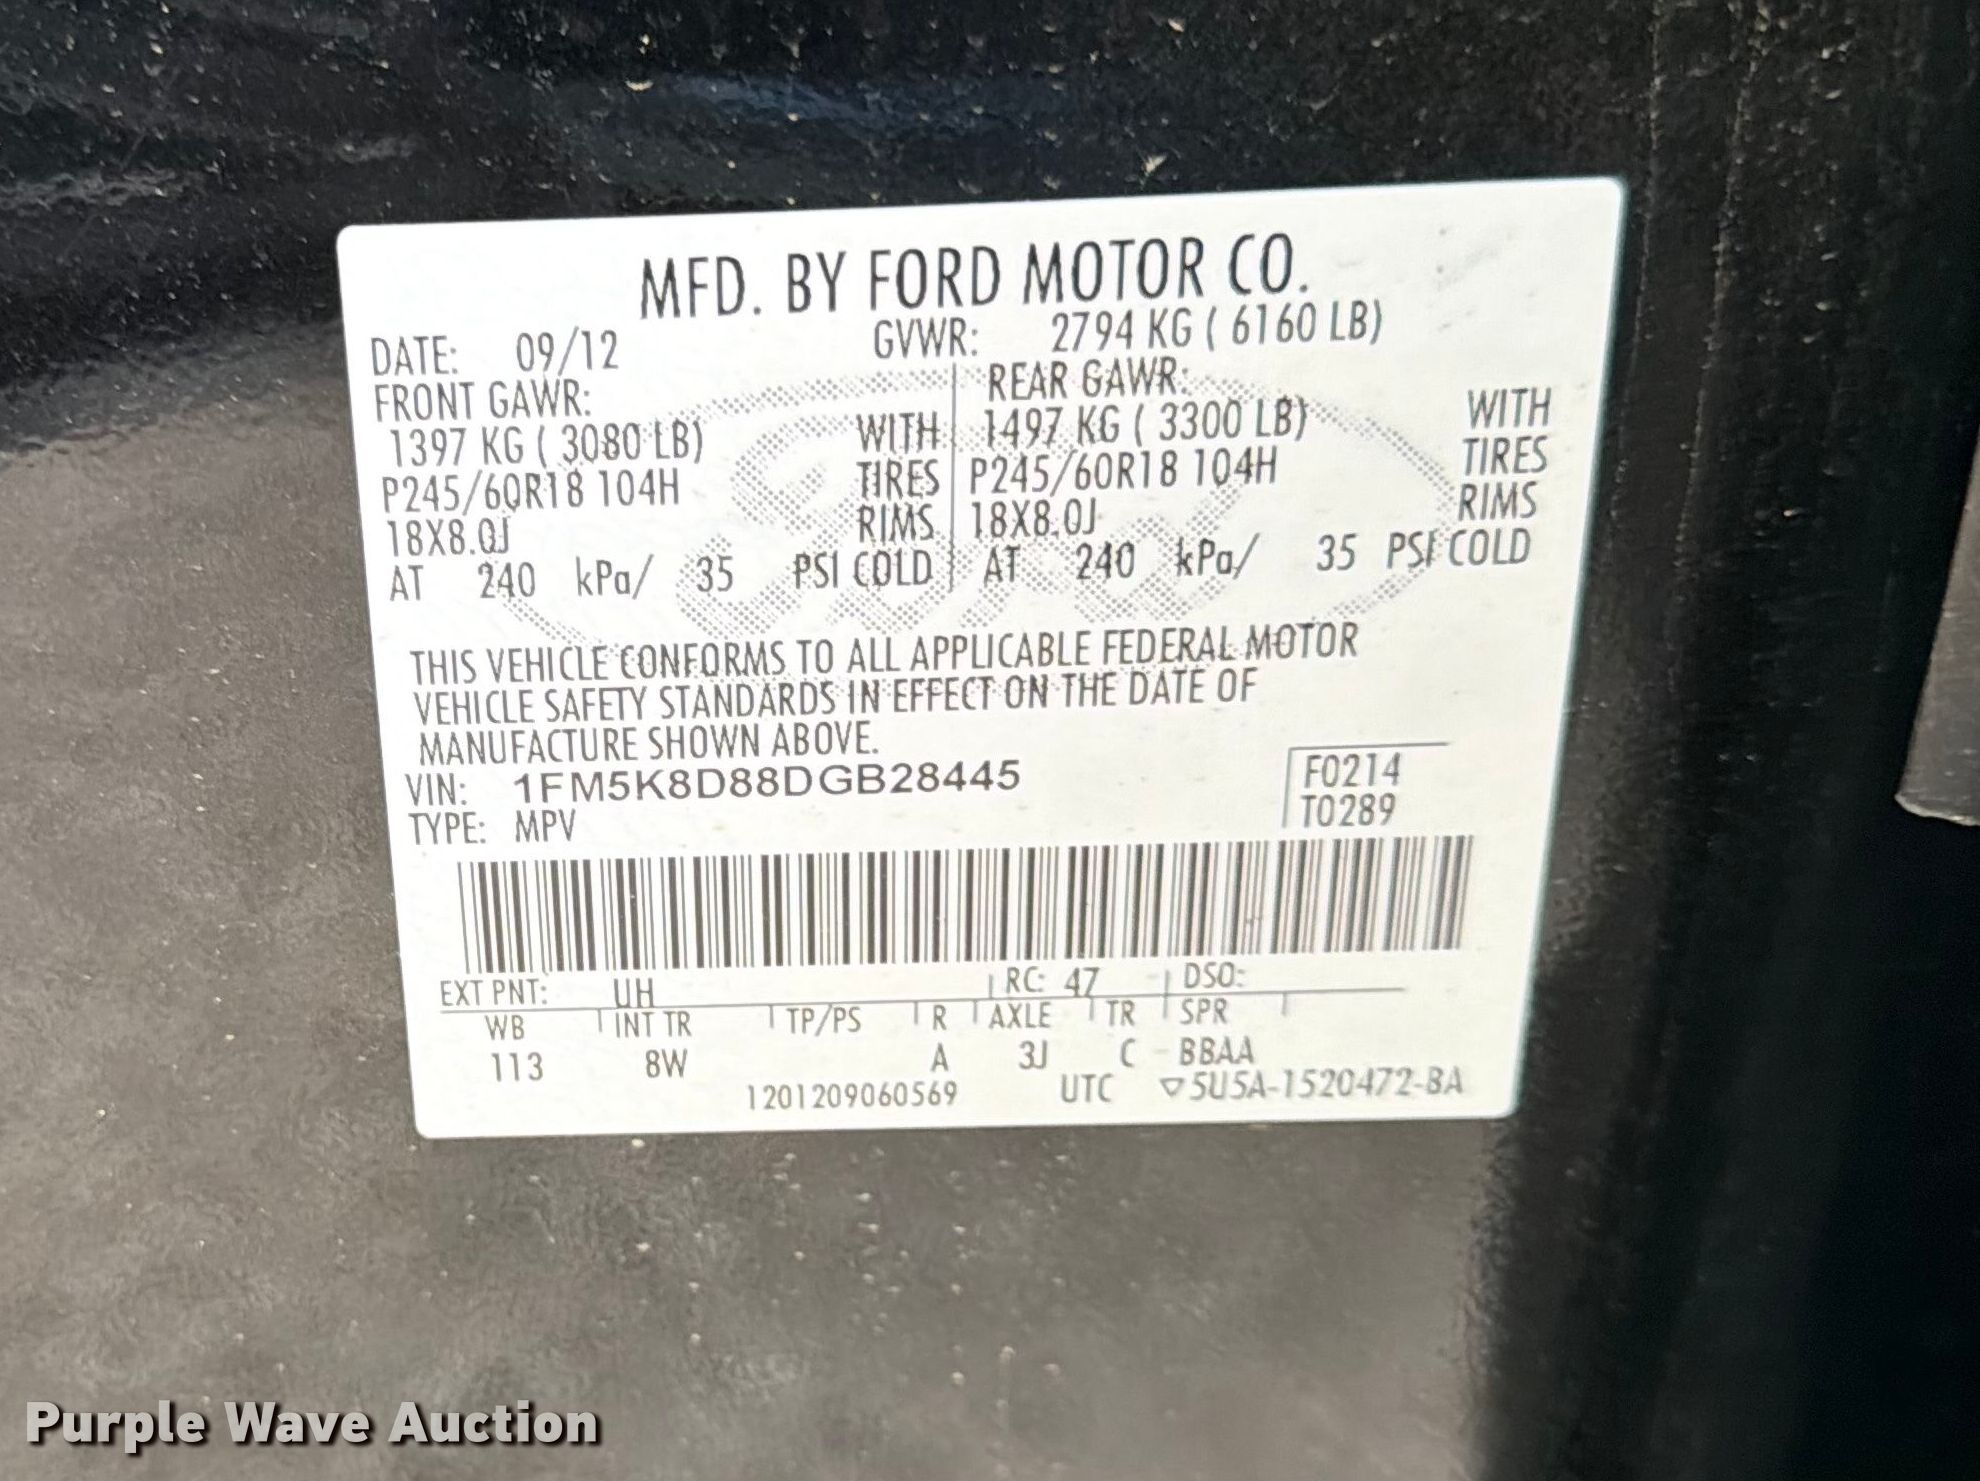 MFD. BY FORD MOTOR CO.
DATE: 09/12 GVWR: 2794 KG ( 6160 LB)
FRONT GAWR: REAR GAWR:
1397 KG ( 3080 LB) WITH 1497 KG ( 3300 LB) WITH
P245/60R18 104H TIRES P245/60R18 104H TIRES
18X8.0J RIMS 18X8.0J RIMS
AT 240 kPa/ 35 PSI COLD AT 240 kPa/ 35 PSI COLD
Ford
THIS VEHICLE CONFORMS TO ALL APPLICABLE FEDERAL MOTOR
VEHICLE SAFETY STANDARDS IN EFFECT ON THE DATE OF
MANUFACTURE SHOWN ABOVE.
VIN: 1FM5K8D88DGB28445 F0214
TYPE: MPV T0289
EXT PNT: UH RC: 47 DSO:
WB INT TR TP/PS R AXLE TR SPR
113 8W A 3J C BBAA
1201209060569 UTC ▽5U5A-1520472-BA
Purple Wave Auction